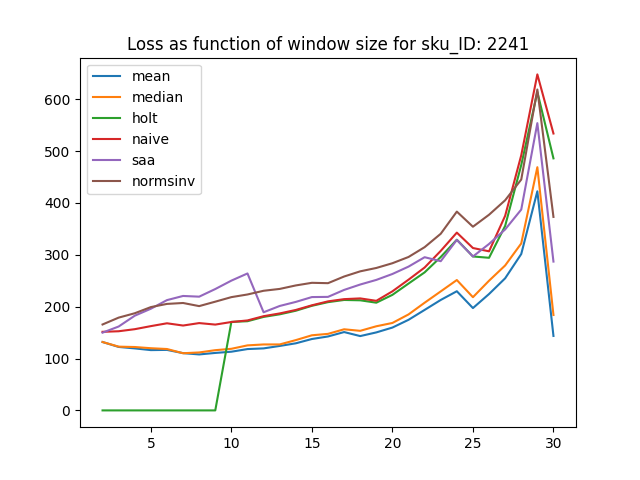 Loss as function of window size for sku_ID: 2241
mean
median
holt
naive
saa
normsinv
600
500
400
300
200
100
0
5 10 15 20 25 30